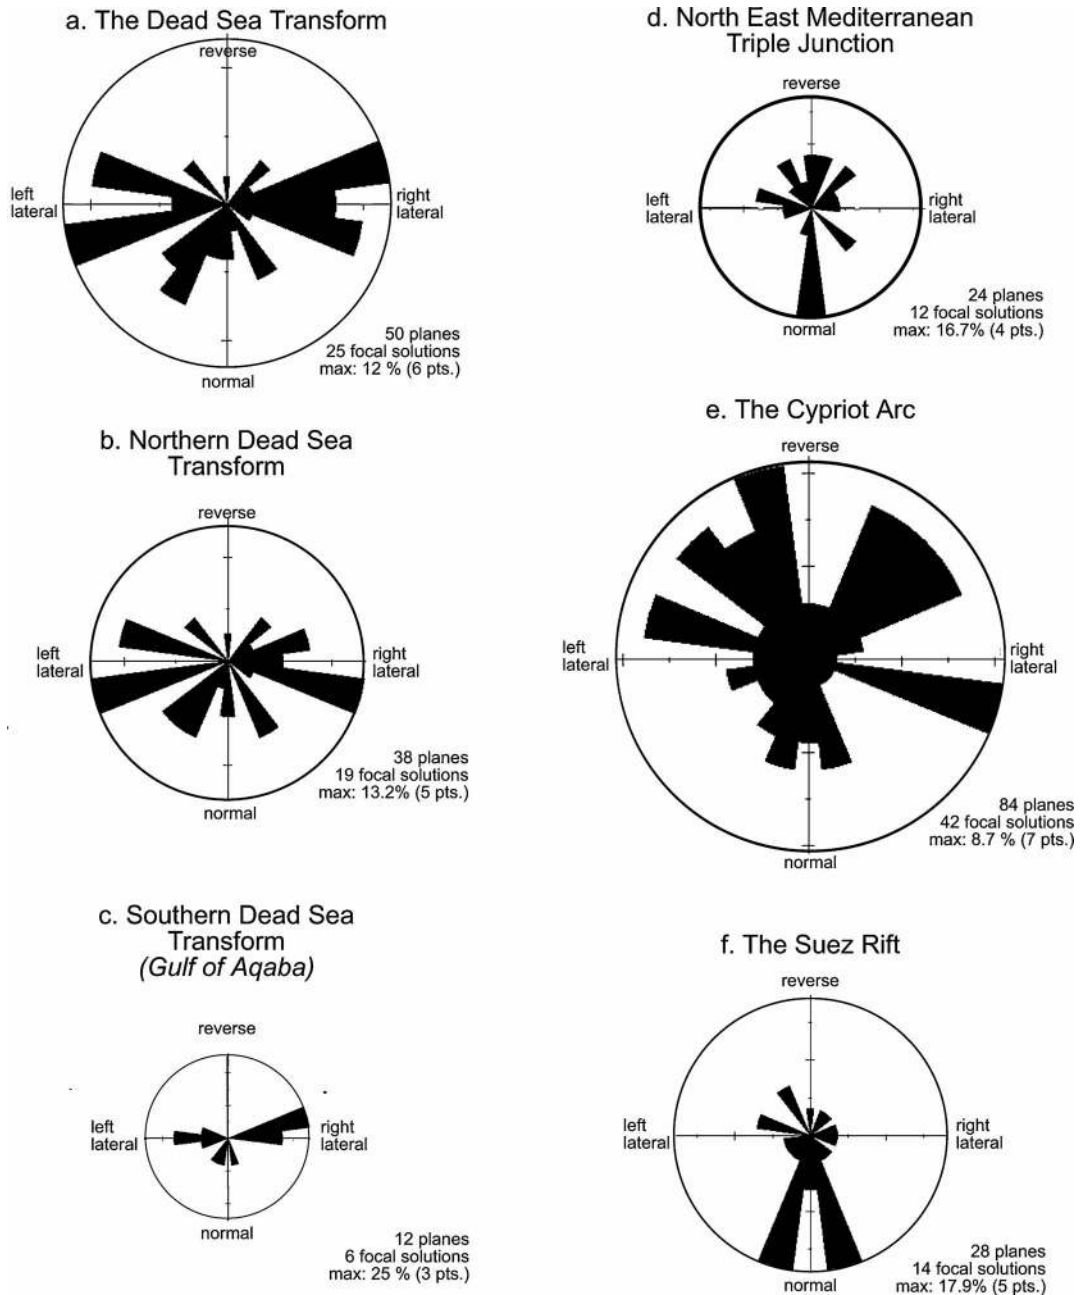 a. The Dead Sea Transform
reverse
left
lateral
right
lateral
50 planes
25 focal solutions
max: 12 % (6 pts.)
normal
b. Northern Dead Sea
Transform
reverse
left
lateral
right
lateral
38 planes
19 focal solutions
max: 13.2% (5 pts.)
normal
c. Southern Dead Sea
Transform
(Gulf of Aqaba)
reverse
left
lateral
right
lateral
normal
12 planes
6 focal solutions
max: 25 % (3 pts.)
d. North East Mediterranean
Triple Junction
reverse
left
lateral
right
lateral
24 planes
12 focal solutions
max: 16.7% (4 pts.)
normal
e. The Cypriot Arc
reverse
left
lateral
right
lateral
84 planes
42 focal solutions
max: 8.7 % (7 pts.)
normal
f. The Suez Rift
reverse
left
lateral
right
lateral
28 planes
14 focal solutions
max: 17.9% (5 pts.)
normal